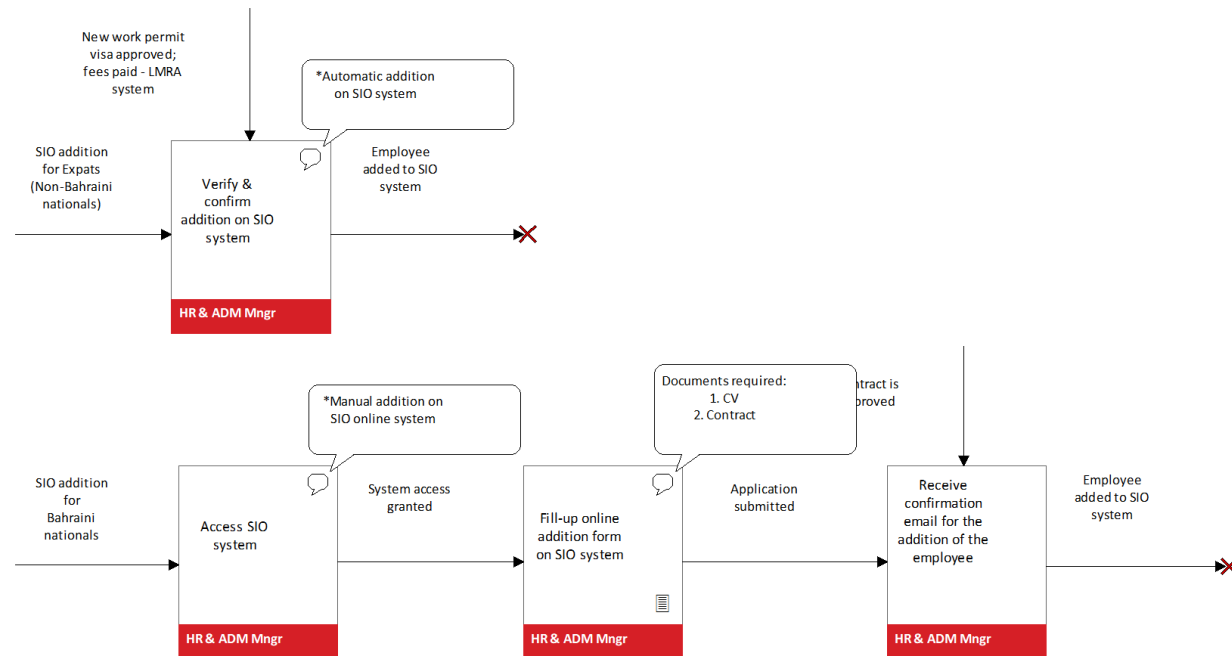 New work permit
visa approved;
fees paid - LMRA
system
*Automatic addition
on SIO system
SIO addition
for Expats
(Non-Bahraini
nationals)
Verify &
confirm
addition on SIO
system
Employee
added to SIO
system
HR & ADM Mngr
*Manual addition on
SIO online system
Documents required:
1. CV
2. Contract
is
SIO addition
for
Bahraini
nationals
Access SIO
system
System access
granted
Fill-up online
addition form
on SIO system
Application
submitted
Receive
confirmation
email for the
addition of the
employee
Employee
added to SIO
system
HR & ADM Mngr
HR & ADM Mngr
HR & ADM Mngr